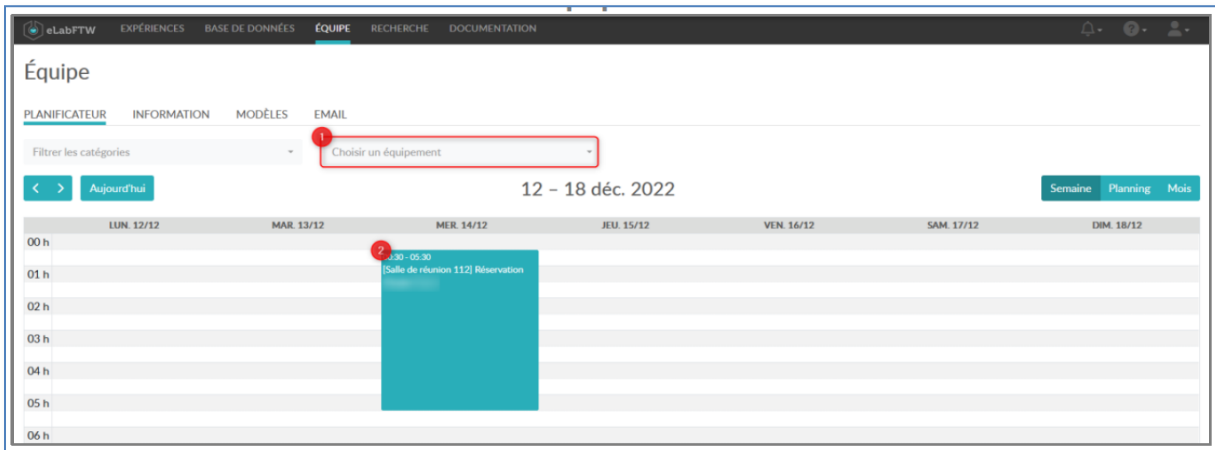 eLabFTW EXPÉRIENCES BASE DE DONNÉES ÉQUIPE RECHERCHE DOCUMENTATION
Équipe
PLANIFICATEUR INFORMATION MODÈLES EMAIL
1
Filtrer les catégories Choisir un équipement
Aujourd'hui 12 – 18 déc. 2022 Semaine Planning Mois
LUN. 12/12 MAR. 13/12 MER. 14/12 JEU. 15/12 VEN. 16/12 SAM. 17/12 DIM. 18/12
00 h
2
:30 - 05:30
[Salle de réunion 112] Réservation
01 h
02 h
03 h
04 h
05 h
06 h